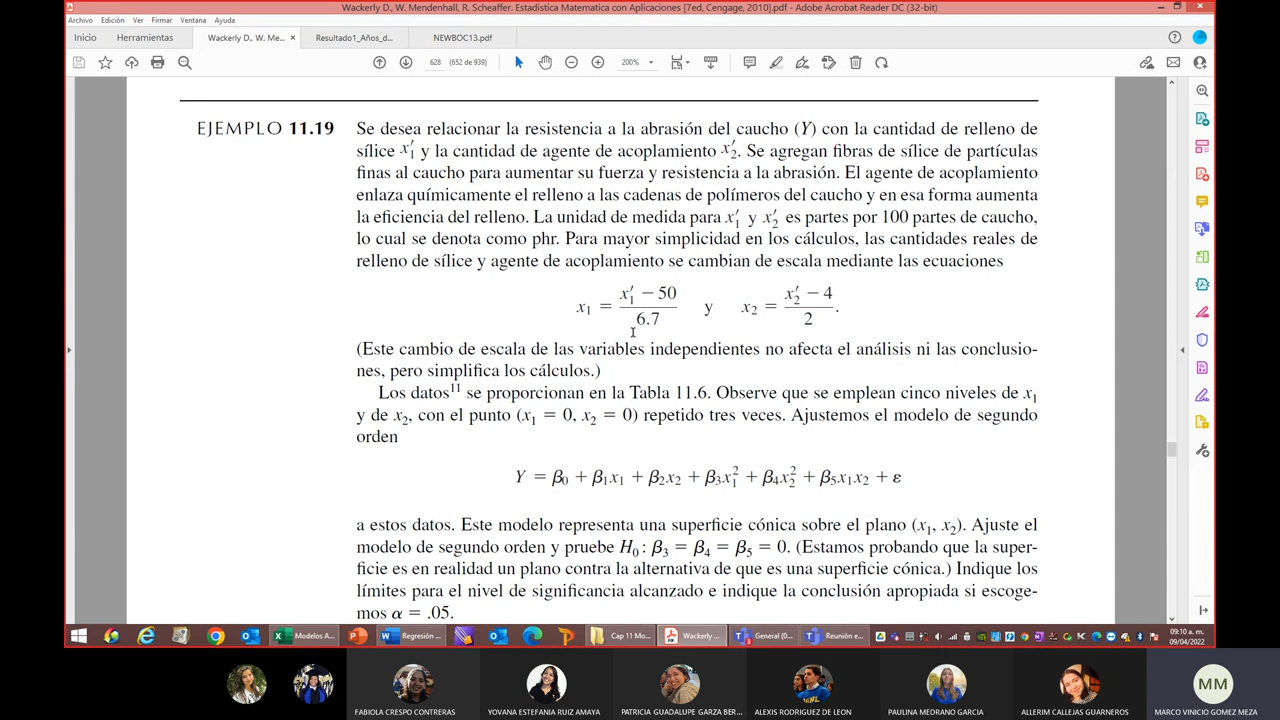 Wackerly D., W. Mendenhall, R. Scheaffer. Estadistica Matematica con Aplicaciones [7ed, Cengage, 2010].pdf - Adobe Acrobat Reader DC (32-bit)
Archivo Edición Ver Firmar Ventana Ayuda
Inicio Herramientas Wackerly D., W. Me... × Resultado1_Años_d... NEWBOC13.pdf
628 (652 de 939) 200%
EJEMPLO 11.19 Se desea relacionar la resistencia a la abrasión del caucho (Y) con la cantidad de relleno de
sílice x′₁ y la cantidad de agente de acoplamiento x′₂. Se agregan fibras de sílice de partículas
finas al caucho para aumentar su fuerza y resistencia a la abrasión. El agente de acoplamiento
enlaza químicamente el relleno a las cadenas de polímeros del caucho y en esa forma aumenta
la eficiencia del relleno. La unidad de medida para x′₁ y x′₂ es partes por 100 partes de caucho,
lo cual se denota como phr. Para mayor simplicidad en los cálculos, las cantidades reales de
relleno de sílice y agente de acoplamiento se cambian de escala mediante las ecuaciones
x₁ = (x′₁ − 50)/6.7 y x₂ = (x′₂ − 4)/2.
(Este cambio de escala de las variables independientes no afecta el análisis ni las conclusio-
nes, pero simplifica los cálculos.)
Los datos¹¹ se proporcionan en la Tabla 11.6. Observe que se emplean cinco niveles de x₁
y de x₂, con el punto (x₁ = 0, x₂ = 0) repetido tres veces. Ajustemos el modelo de segundo
orden
Y = β₀ + β₁x₁ + β₂x₂ + β₃x₁² + β₄x₂² + β₅x₁x₂ + ε
a estos datos. Este modelo representa una superficie cónica sobre el plano (x₁, x₂). Ajuste el
modelo de segundo orden y pruebe H₀: β₃ = β₄ = β₅ = 0. (Estamos probando que la super-
ficie es en realidad un plano contra la alternativa de que es una superficie cónica.) Indique los
límites para el nivel de significancia alcanzado e indique la conclusión apropiada si escoge-
mos α = .05.
Modelos A... Regresión ... Cap 11 Mo... Wackerly ... General (0... Reunión e... 09:10 a. m.
09/04/2022
FABIOLA CRESPO CONTRERAS YOVANA ESTEFANIA RUIZ AMAYA PATRICIA GUADALUPE GARZA BER... ALEXIS RODRIGUEZ DE LEON PAULINA MEDRANO GARCIA ALLERIM CALLEJAS GUARNEROS MM MARCO VINICIO GOMEZ MEZA